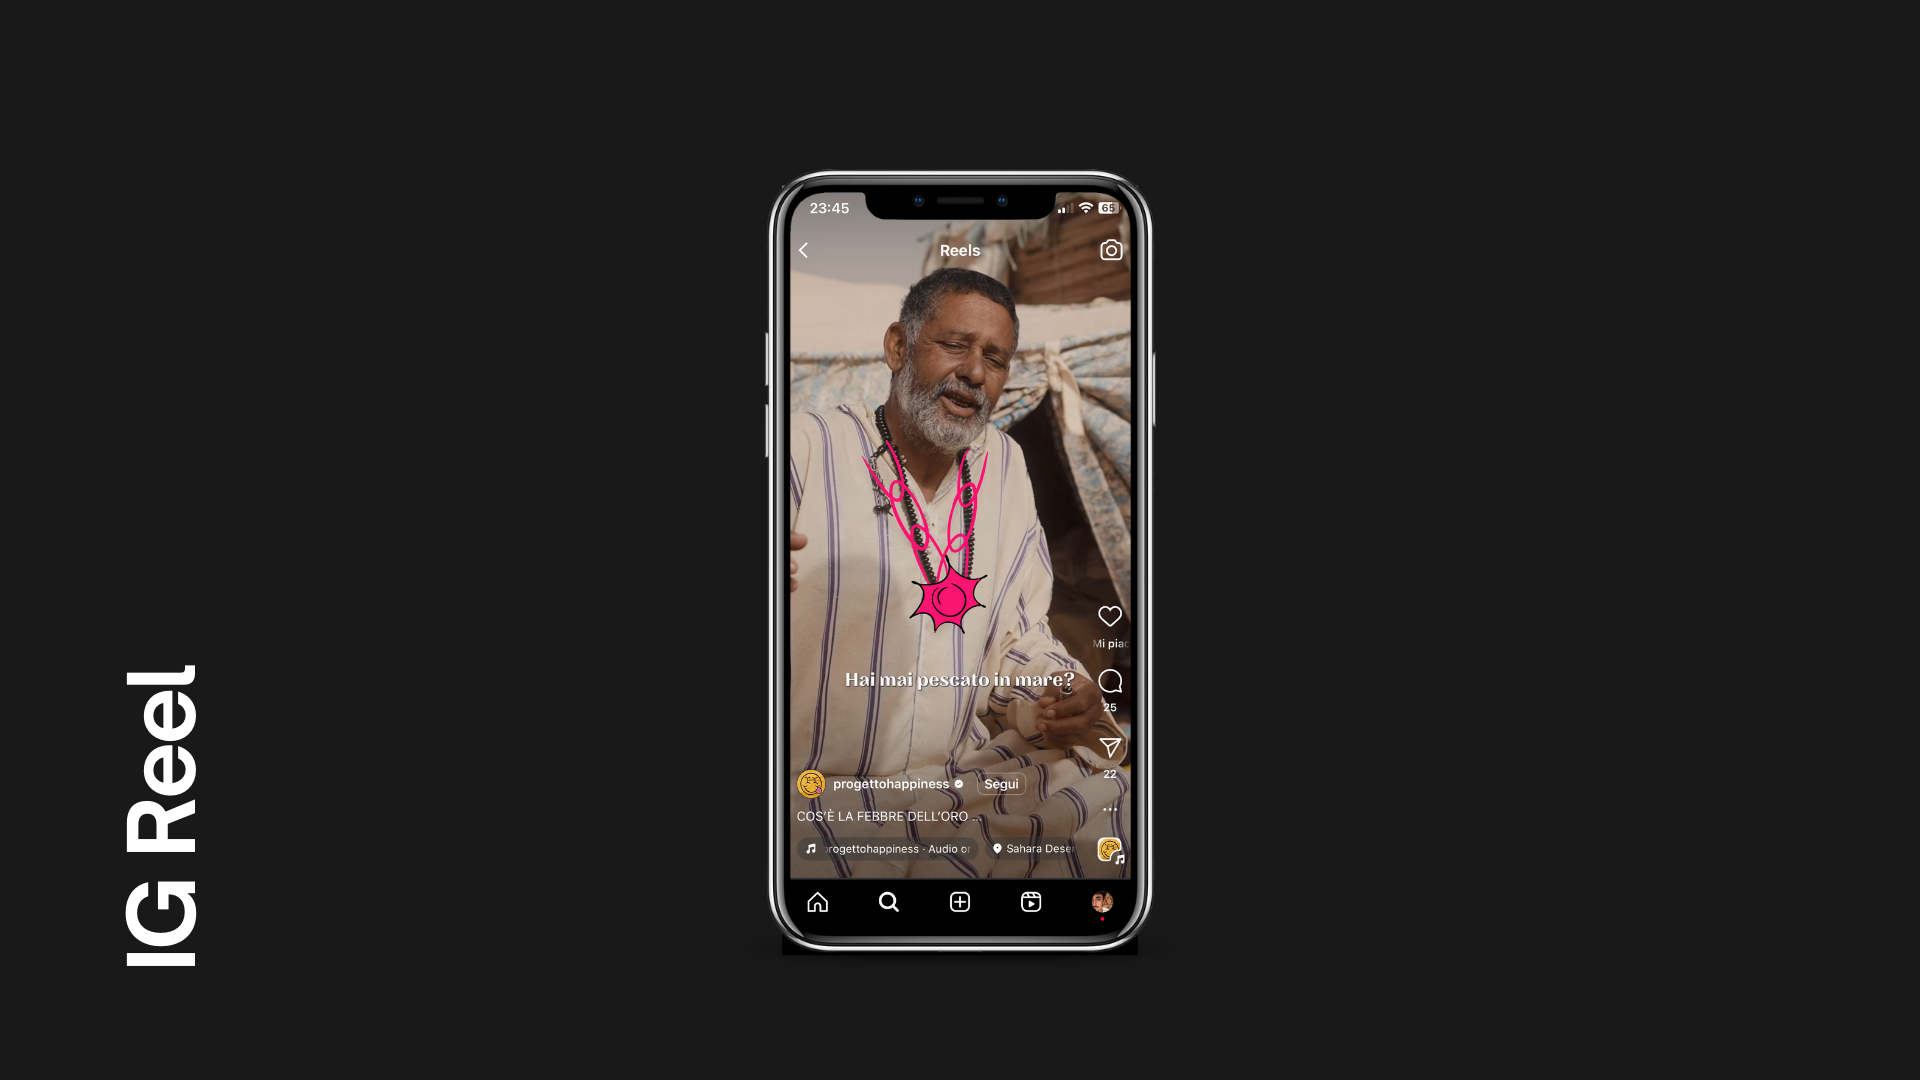 IG Reel
23:45
65
Reels
Mi piac
Hai mai pescato in mare?
25
22
progettohappiness
Segui
COS'È LA FEBBRE DELL'ORO ...
rogettohappiness · Audio or
Sahara Deser